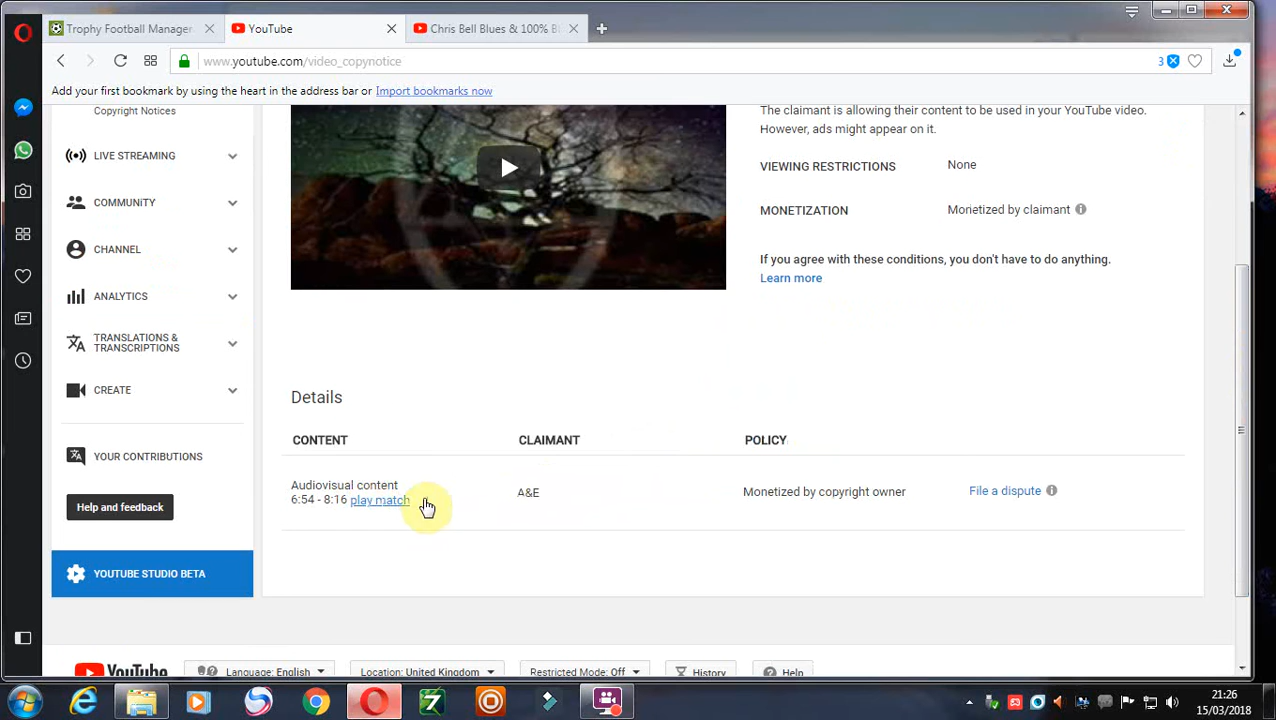 Trophy Football Manager
YouTube
Chris Bell Blues & 100% B
www.youtube.com/video_copynotice
3
Add your first bookmark by using the heart in the address bar or Import bookmarks now
Copyright Notices
LIVE STREAMING
COMMUNITY
CHANNEL
ANALYTICS
TRANSLATIONS &
TRANSCRIPTIONS
CREATE
YOUR CONTRIBUTIONS
Help and feedback
YOUTUBE STUDIO BETA
The claimant is allowing their content to be used in your YouTube video.
However, ads might appear on it.
VIEWING RESTRICTIONS None
MONETIZATION Monetized by claimant
If you agree with these conditions, you don't have to do anything.
Learn more
Details
CONTENT CLAIMANT POLICY
Audiovisual content
6:54 - 8:16 play match
A&E
Monetized by copyright owner
File a dispute
YouTube
Language: English
Location: United Kingdom
Restricted Mode: Off
History
Help
21:26
15/03/2018